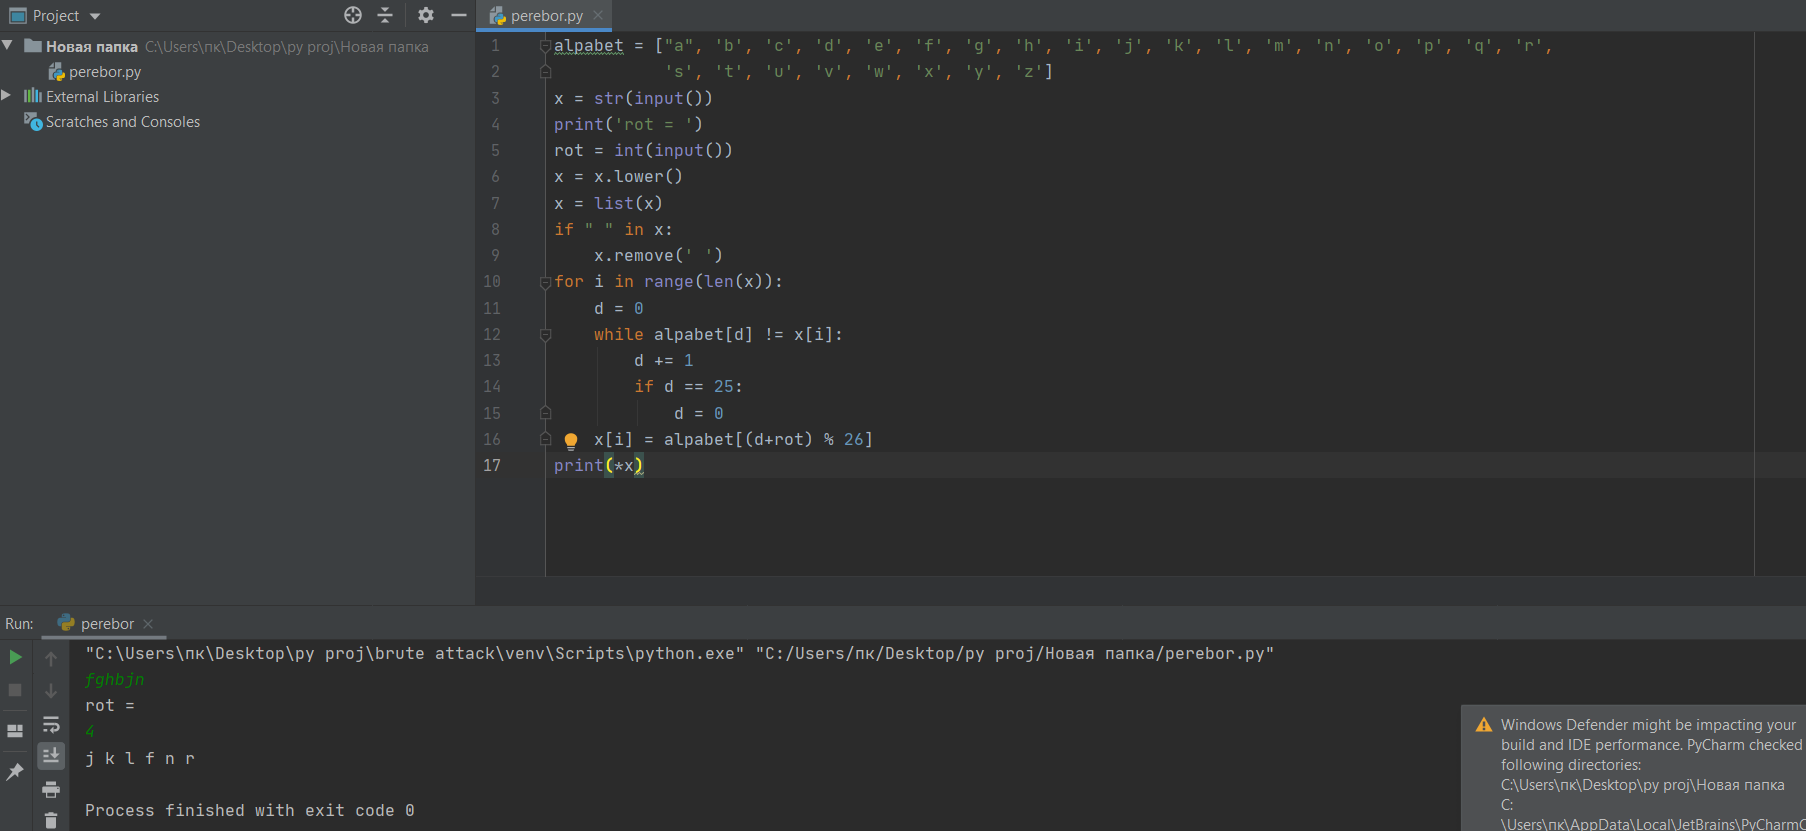 Project
perebor.py
Новая папка C:\Users\пк\Desktop\py proj\Новая папка
perebor.py
External Libraries
Scratches and Consoles
1 alpabet = ["a", 'b', 'c', 'd', 'e', 'f', 'g', 'h', 'i', 'j', 'k', 'l', 'm', 'n', 'o', 'p', 'q', 'r',
2 's', 't', 'u', 'v', 'w', 'x', 'y', 'z']
3 x = str(input())
4 print('rot = ')
5 rot = int(input())
6 x = x.lower()
7 x = list(x)
8 if " " in x:
9 x.remove(' ')
10 for i in range(len(x)):
11 d = 0
12 while alpabet[d] != x[i]:
13 d += 1
14 if d == 25:
15 d = 0
16 x[i] = alpabet[(d+rot) % 26]
17 print(*x)
Run: perebor
"C:\Users\пк\Desktop\py proj\brute attack\venv\Scripts\python.exe" "C:/Users/пк/Desktop/py proj/Новая папка/perebor.py"
fghbjn
rot =
4
j k l f n r
Process finished with exit code 0
Windows Defender might be impacting your
build and IDE performance. PyCharm checked
following directories:
C:\Users\пк\Desktop\py proj\Новая папка
C:
\Users\пк\AppData\Local\JetBrains\PyCharmC